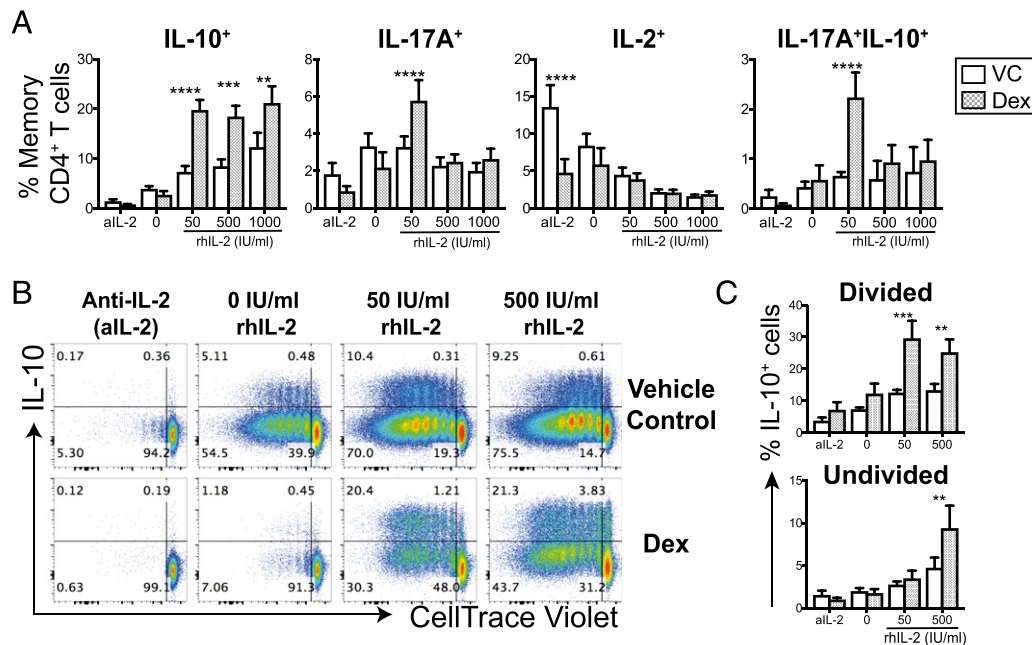 A
IL-10⁺
IL-17A⁺
IL-2⁺
IL-17A⁺IL-10⁺
VC
Dex
% Memory
CD4⁺ T cells
30
20
10
0
**** *** **
aIL-2 0 50 500 1000
rhIL-2 (IU/ml)
8
6
4
2
0
****
aIL-2 0 50 500 1000
rhIL-2 (IU/ml)
20
15
10
5
0
****
aIL-2 0 50 500 1000
rhIL-2 (IU/ml)
3
2
1
0
****
aIL-2 0 50 500 1000
rhIL-2 (IU/ml)
B
Anti-IL-2
(aIL-2)
0 IU/ml
rhIL-2
50 IU/ml
rhIL-2
500 IU/ml
rhIL-2
IL-10
0.17 0.36
5.30 94.2
5.11 0.48
54.5 39.9
10.4 0.31
70.0 19.3
9.25 0.61
75.5 14.7
Vehicle
Control
0.12 0.19
0.63 99.1
1.18 0.45
7.06 91.3
20.4 1.21
30.3 48.0
21.3 3.83
43.7 31.2
Dex
CellTrace Violet
C
% IL-10⁺ cells
Divided
40
30
20
10
0
*** **
aIL-2 0 50 500
Undivided
15
10
5
0
**
aIL-2 0 50 500
rhIL-2 (IU/ml)